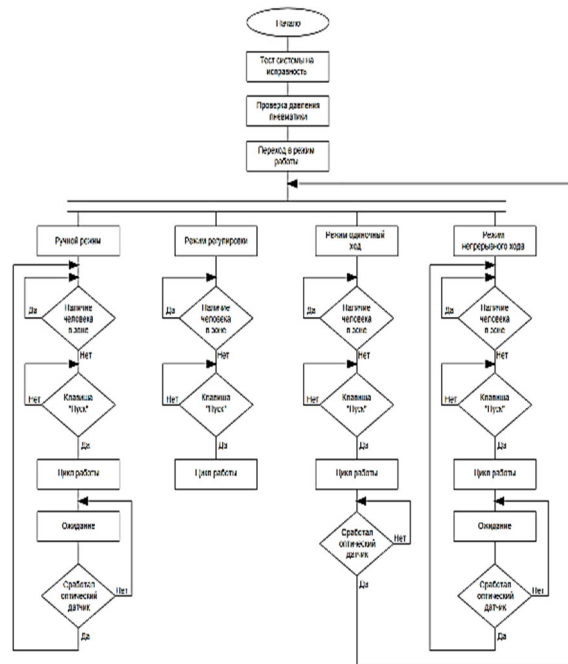 Начало
Тест системы на
исправность
Проверка давления
пневматики
Переход в режим
работы
Ручной режим
Режим регулировки
Режим одиночный
ход
Режим
непрерывного хода
Да
Наличие
человека
в зоне
Нет
Да
Наличие
человека
в зоне
Нет
Да
Наличие
человека
в зоне
Нет
Да
Наличие
человека
в зоне
Нет
Нет
Клавиша
"Пуск"
Да
Нет
Клавиша
"Пуск"
Да
Нет
Клавиша
"Пуск"
Да
Нет
Клавиша
"Пуск"
Да
Цикл работы
Цикл работы
Цикл работы
Цикл работы
Ожидание
Сработал
оптический
датчик
Нет
Да
Ожидание
Сработал
оптический
датчик
Нет
Да
Сработал
оптический
датчик
Нет
Да